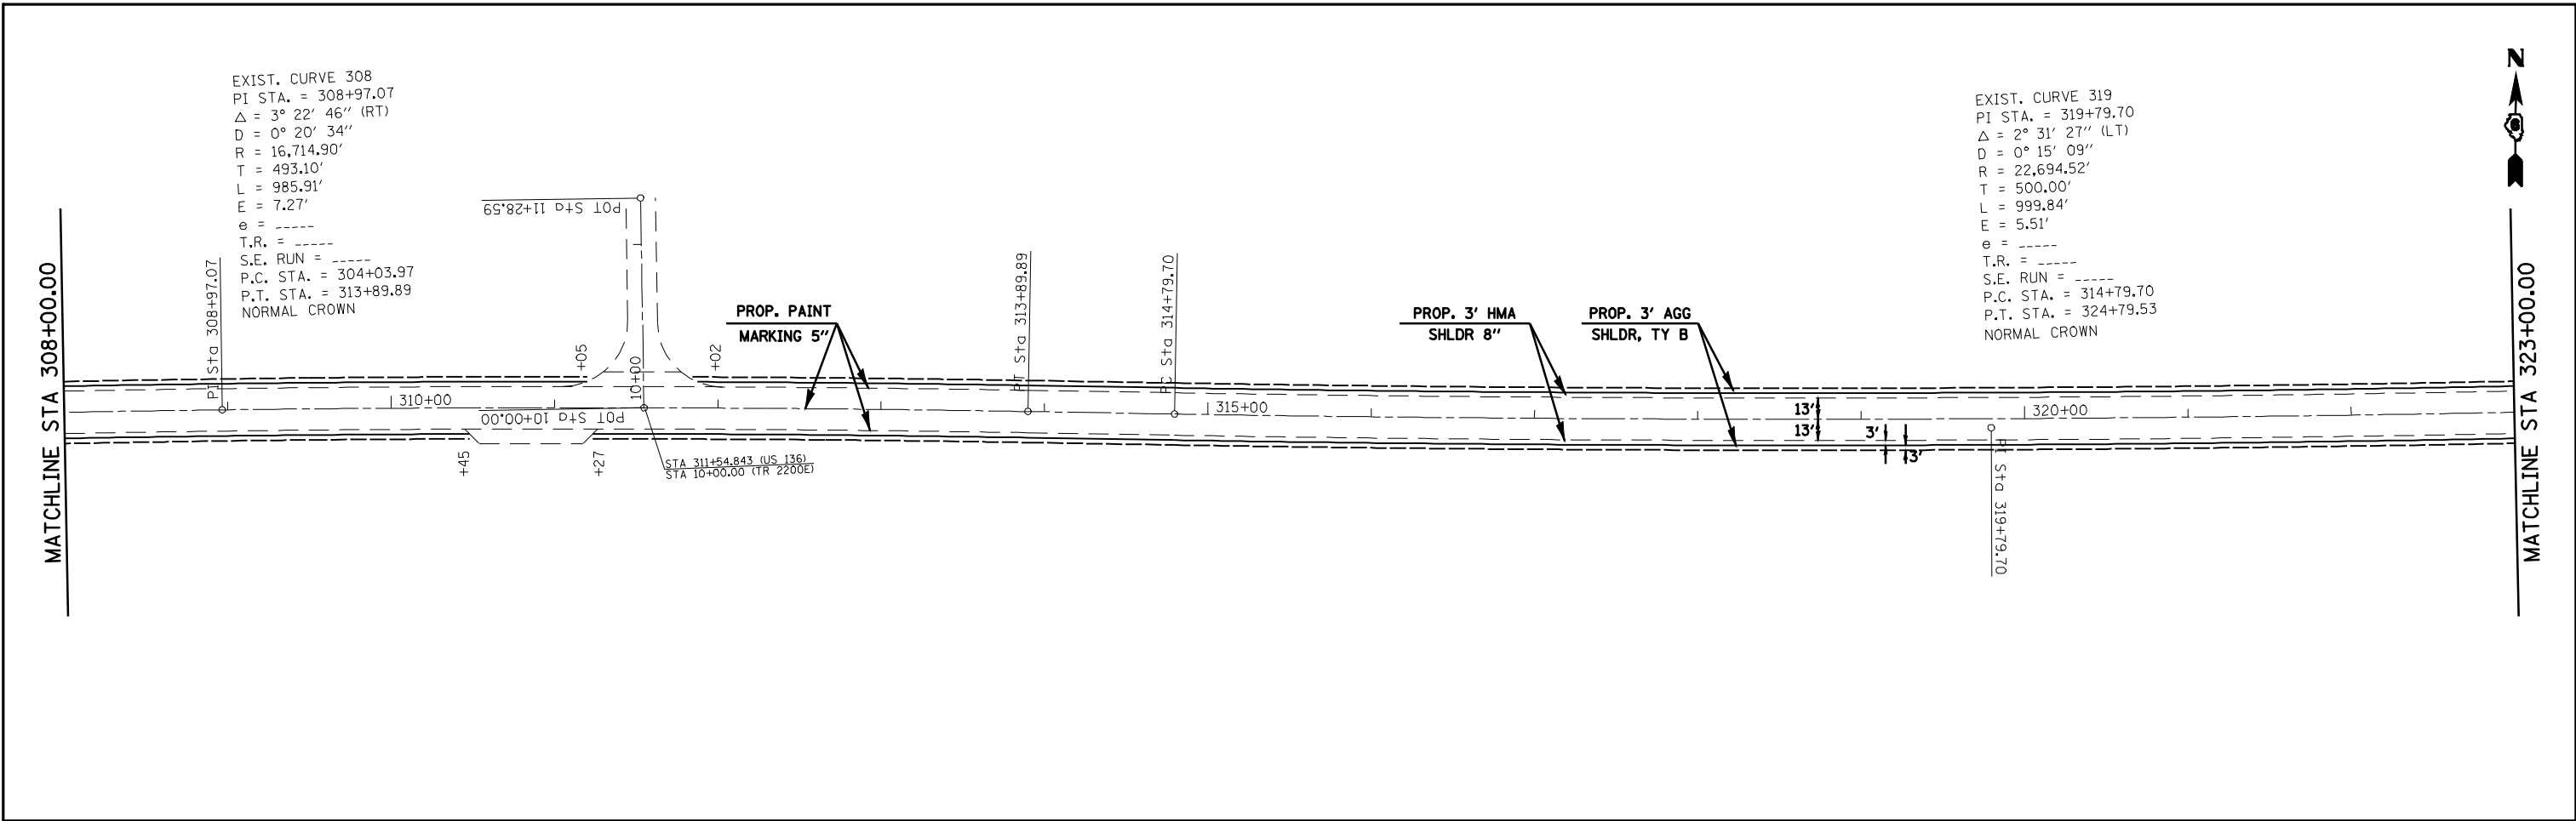 EXIST. CURVE 308
PI STA. = 308+97.07
Δ = 3° 22' 46" (RT)
D = 0° 20' 34"
R = 16,714.90'
T = 493.10'
L = 985.91'
E = 7.27'
e = -----
T.R. = -----
S.E. RUN = -----
P.C. STA. = 304+03.97
P.T. STA. = 313+89.89
NORMAL CROWN
EXIST. CURVE 319
PI STA. = 319+79.70
Δ = 2° 31' 27" (LT)
D = 0° 15' 09"
R = 22,694.52'
T = 500.00'
L = 999.84'
E = 5.51'
e = -----
T.R. = -----
S.E. RUN = -----
P.C. STA. = 314+79.70
P.T. STA. = 324+79.53
NORMAL CROWN
N
MATCHLINE STA 308+00.00
PI Sta 308+97.07
POT Sta 11+28.59
+05
10+00
+02
PROP. PAINT
MARKING 5"
PT Sta 313+89.89
PC Sta 314+79.70
PROP. 3' HMA
SHLDR 8"
PROP. 3' AGG
SHLDR, TY B
MATCHLINE STA 323+00.00
310+00
POT Sta 10+00.00
315+00
13'
13'
3'
3'
320+00
PI Sta 319+79.70
+45
+27
STA 311+54.843 (US 136)
STA 10+00.00 (TR 2200E)